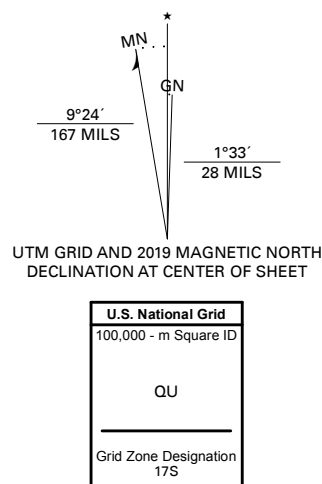 ★
MN
GN
9°24´
167 MILS
1°33´
28 MILS
UTM GRID AND 2019 MAGNETIC NORTH
DECLINATION AT CENTER OF SHEET
U.S. National Grid
100,000 - m Square ID
QU
Grid Zone Designation
17S